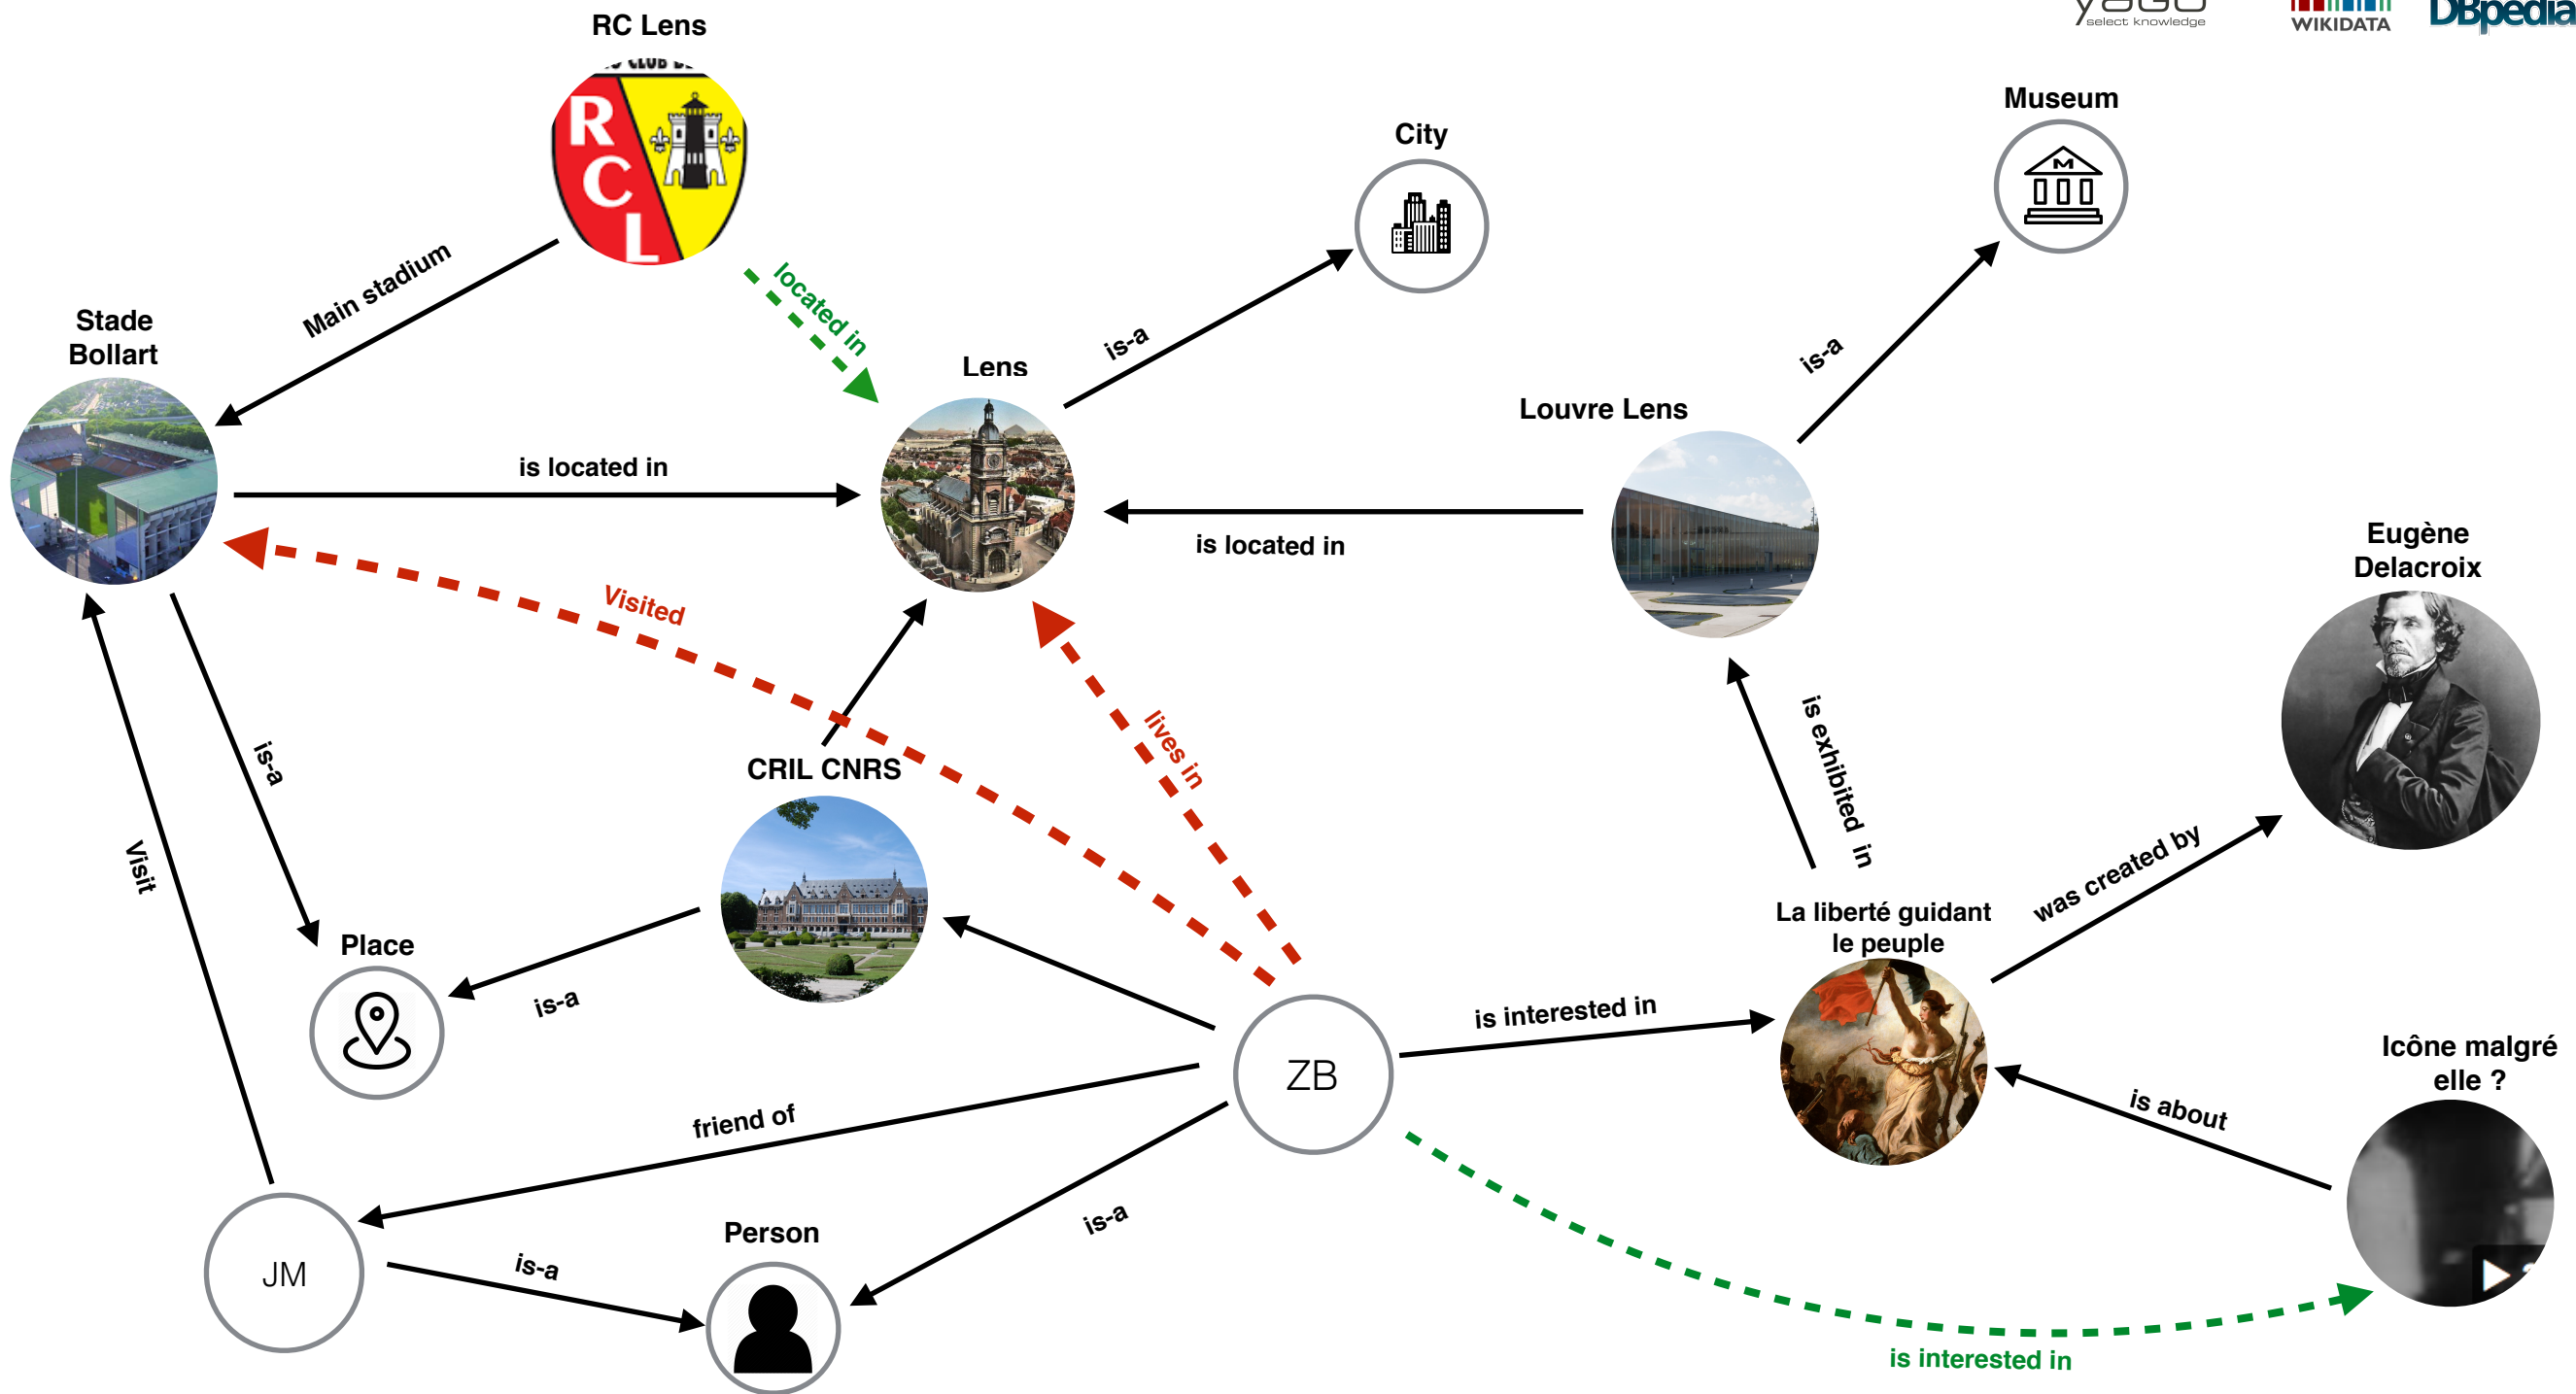 RC Lens
yAGO
select knowledge
WIKIDATA
DBpedia
R
C
L
Museum
M
City
located in
Main stadium
Stade
Bollart
is-a
is-a
Lens
Louvre Lens
is located in
is located in
Eugène
Delacroix
Visited
lives in
is exhibited in
is-a
CRIL CNRS
Visit
was created by
La liberté guidant
le peuple
Place
is-a
is interested in
ZB
Icône malgré
elle ?
is about
friend of
is-a
JM
is-a
Person
is interested in